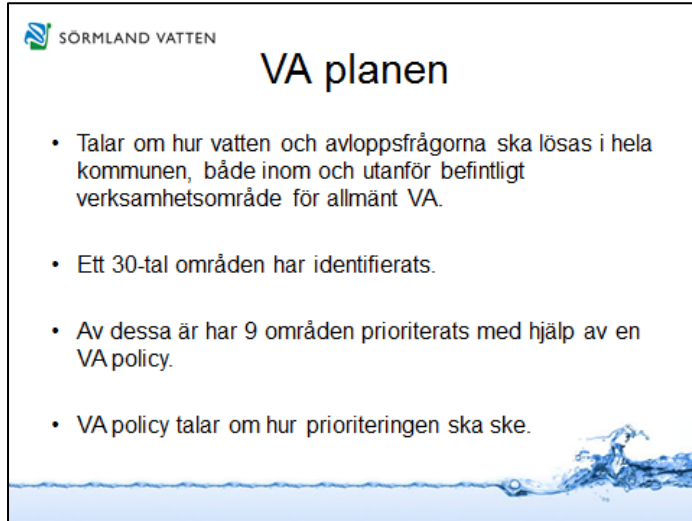 SÖRMLAND VATTEN
VA planen
• Talar om hur vatten och avloppsfrågorna ska lösas i hela
kommunen, både inom och utanför befintligt
verksamhetsområde för allmänt VA.
• Ett 30-tal områden har identifierats.
• Av dessa är har 9 områden prioriterats med hjälp av en
VA policy.
• VA policy talar om hur prioriteringen ska ske.